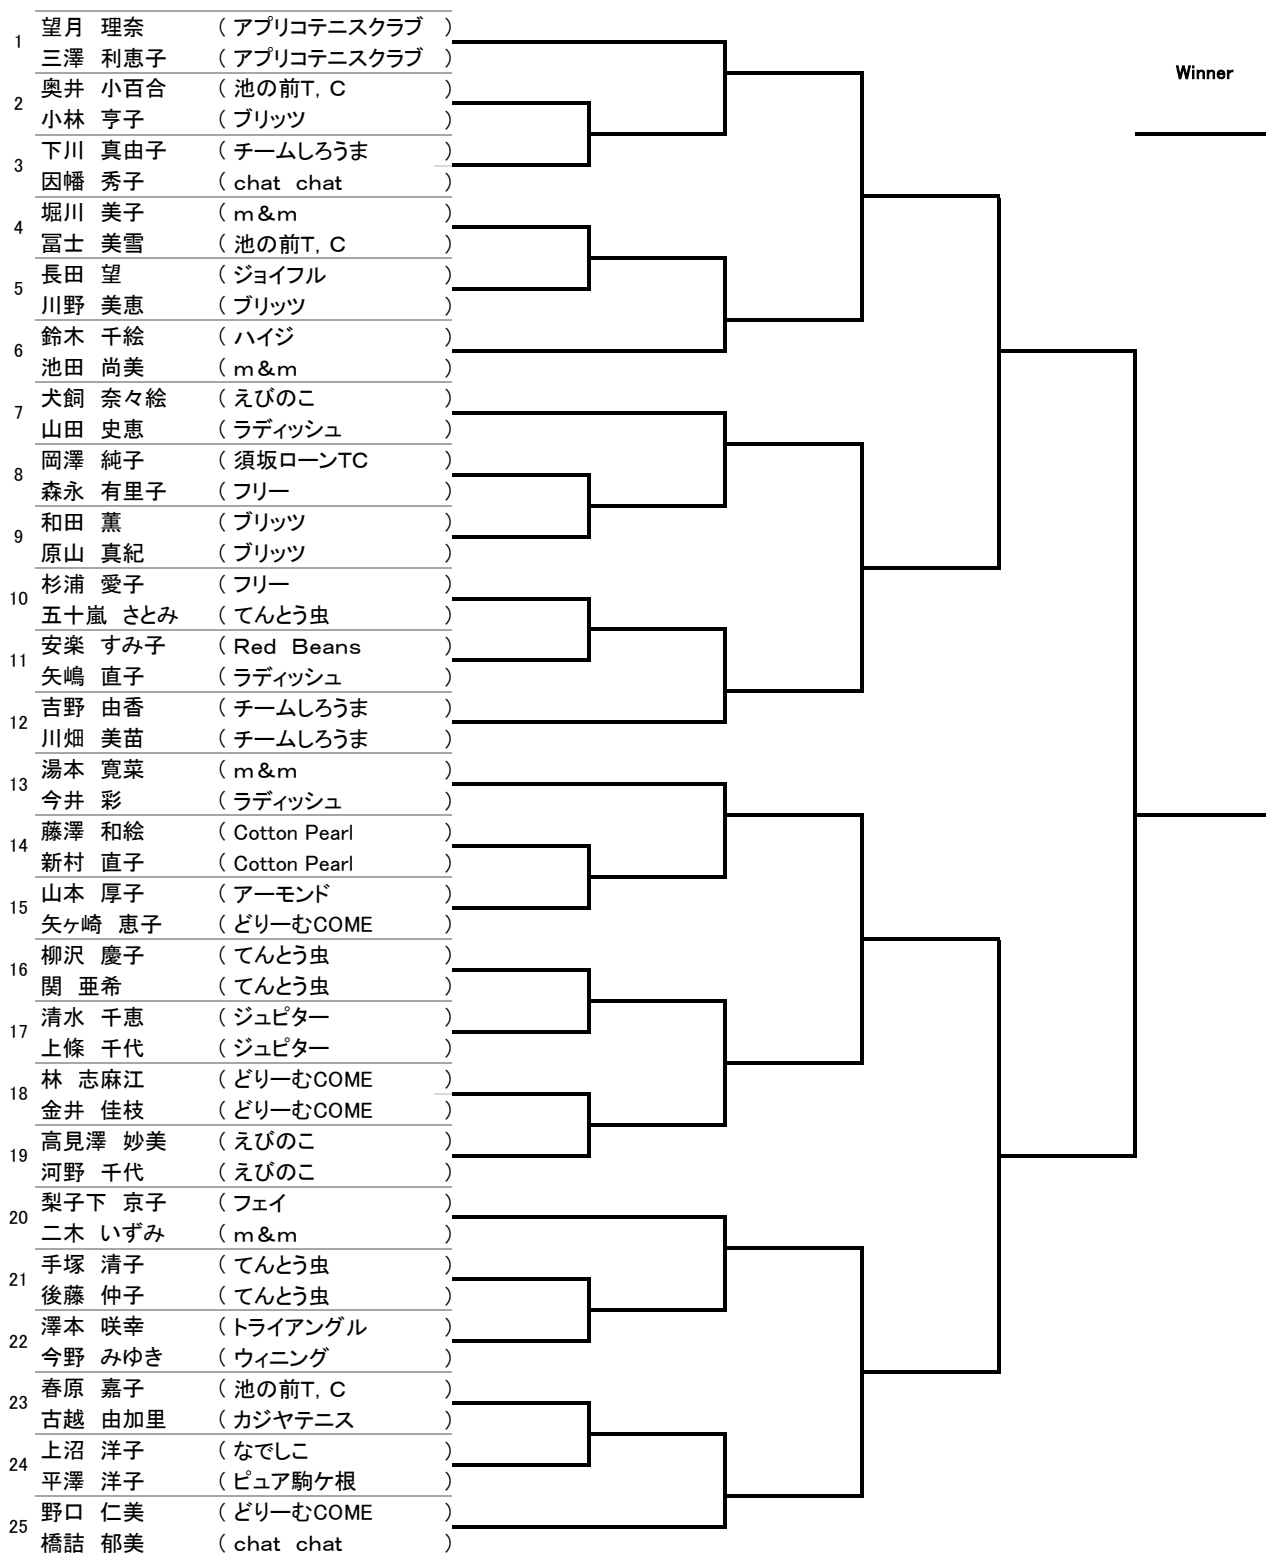 望月 理奈 ( アプリコテニスクラブ )
1
三澤 利恵子 ( アプリコテニスクラブ )
Winner
奥井 小百合 ( 池の前T, C )
2
小林 亨子 ( ブリッツ )
下川 真由子 ( チームしろうま )
3
因幡 秀子 ( chat chat )
堀川 美子 ( m&m )
4
冨士 美雪 ( 池の前T, C )
長田 望 ( ジョイフル )
5
川野 美恵 ( ブリッツ )
鈴木 千絵 ( ハイジ )
6
池田 尚美 ( m&m )
犬飼 奈々絵 ( えびのこ )
7
山田 史恵 ( ラディッシュ )
岡澤 純子 ( 須坂ローンTC )
8
森永 有里子 ( フリー )
和田 薫 ( ブリッツ )
9
原山 真紀 ( ブリッツ )
杉浦 愛子 ( フリー )
10
五十嵐 さとみ ( てんとう虫 )
安楽 すみ子 ( Red Beans )
11
矢嶋 直子 ( ラディッシュ )
吉野 由香 ( チームしろうま )
12
川畑 美苗 ( チームしろうま )
湯本 寛菜 ( m&m )
13
今井 彩 ( ラディッシュ )
藤澤 和絵 ( Cotton Pearl )
14
新村 直子 ( Cotton Pearl )
山本 厚子 ( アーモンド )
15
矢ヶ崎 恵子 ( どりーむCOME )
柳沢 慶子 ( てんとう虫 )
16
関 亜希 ( てんとう虫 )
清水 千恵 ( ジュピター )
17
上條 千代 ( ジュピター )
林 志麻江 ( どりーむCOME )
18
金井 佳枝 ( どりーむCOME )
高見澤 妙美 ( えびのこ )
19
河野 千代 ( えびのこ )
梨子下 京子 ( フェイ )
20
二木 いずみ ( m&m )
手塚 清子 ( てんとう虫 )
21
後藤 仲子 ( てんとう虫 )
澤本 咲幸 ( トライアングル )
22
今野 みゆき ( ウィニング )
春原 嘉子 ( 池の前T, C )
23
古越 由加里 ( カジヤテニス )
上沼 洋子 ( なでしこ )
24
平澤 洋子 ( ピュア駒ケ根 )
野口 仁美 ( どりーむCOME )
25
橋詰 郁美 ( chat chat )